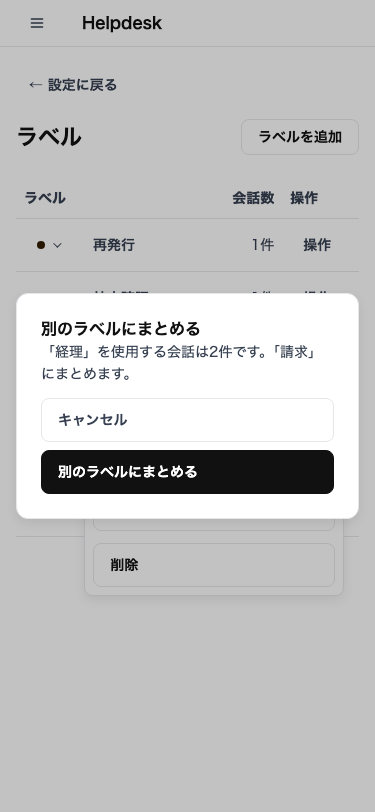 Helpdesk
← 設定に戻る
ラベル
ラベルを追加
ラベル 会話数 操作
再発行 1件 操作
別のラベルにまとめる
「経理」を使用する会話は2件です。「請求」
にまとめます。
キャンセル
別のラベルにまとめる
削除